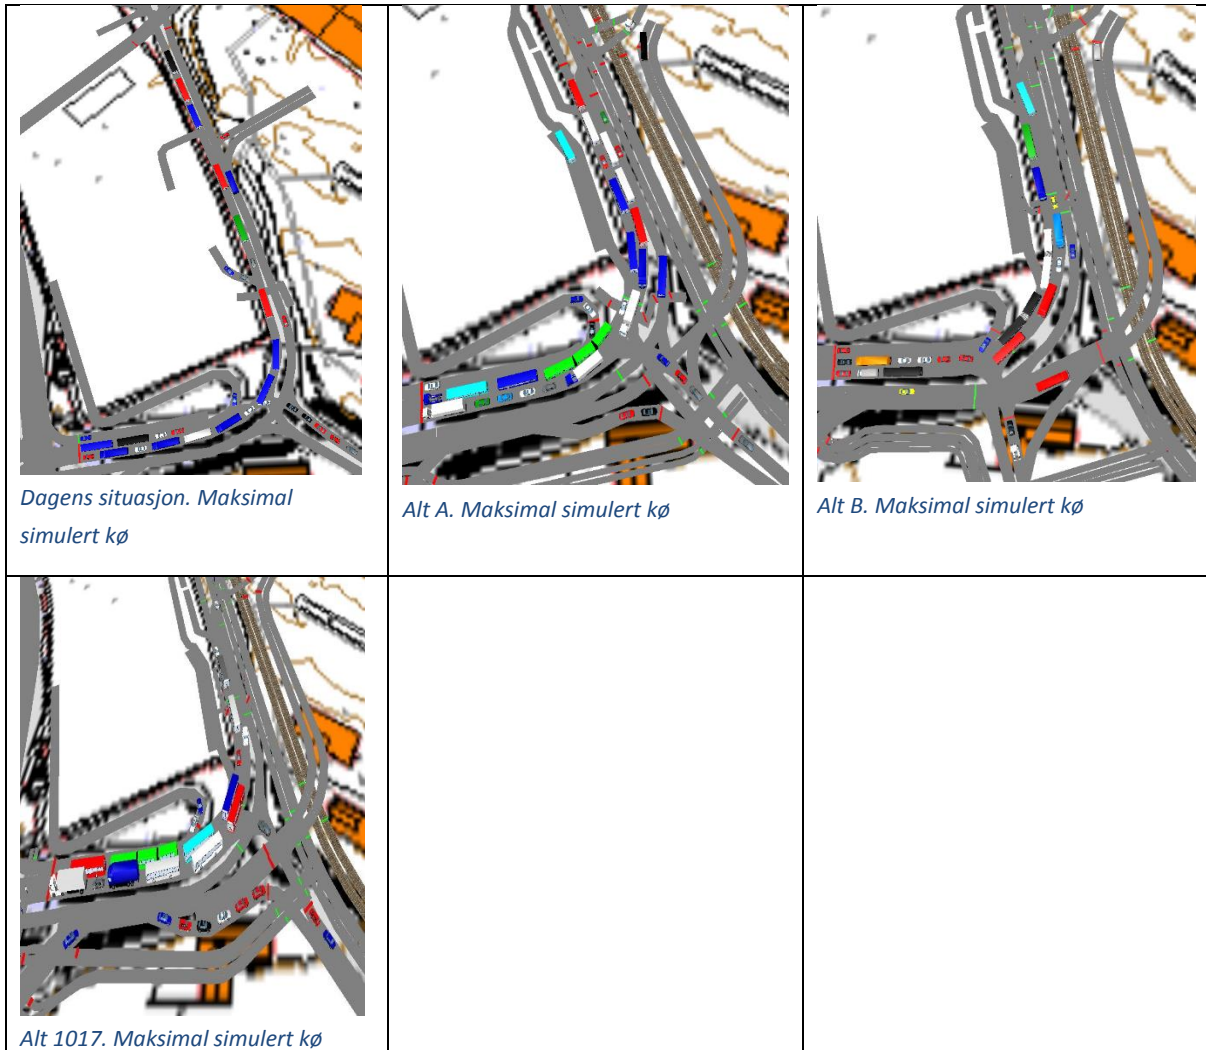 Dagens situasjon. Maksimal
simulert kø
Alt A. Maksimal simulert kø
Alt B. Maksimal simulert kø
Alt 1017. Maksimal simulert kø